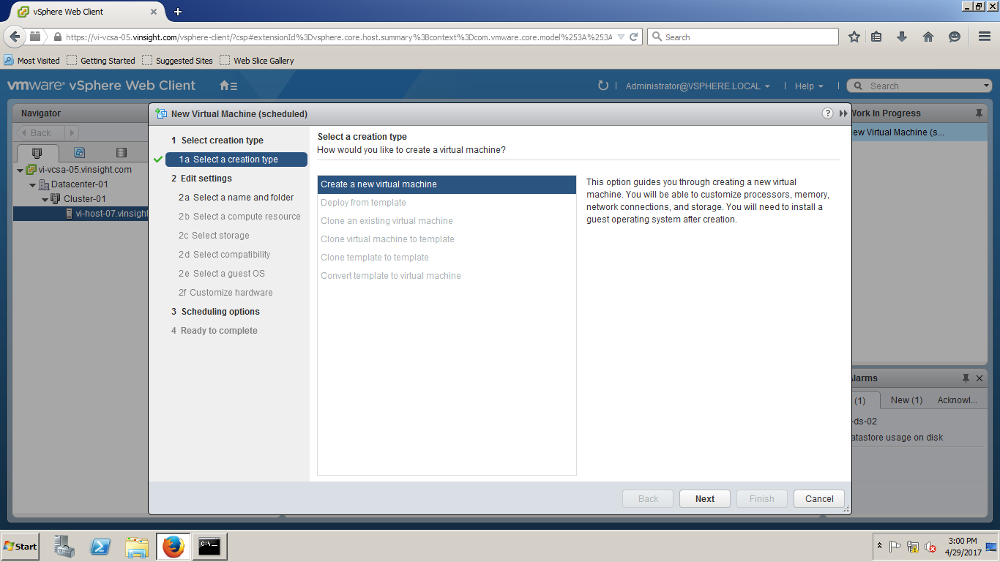 vSphere Web Client
https://vi-vcsa-05.vinsight.com/vsphere-client/?csp#extensionId%3Dvsphere.core.host.summary%3Bcontext%3Dcom.vmware.core.model%253A%253A
Search
Most Visited
Getting Started
Suggested Sites
Web Slice Gallery
vmware® vSphere Web Client
Administrator@VSPHERE.LOCAL
Help
Search
Navigator
Back
vi-vcsa-05.vinsight.com
Datacenter-01
Cluster-01
vi-host-07.vinsight
New Virtual Machine (scheduled)
?
1 Select creation type
1a Select a creation type
2 Edit settings
2a Select a name and folder
2b Select a compute resource
2c Select storage
2d Select compatibility
2e Select a guest OS
2f Customize hardware
3 Scheduling options
4 Ready to complete
Select a creation type
How would you like to create a virtual machine?
Create a new virtual machine
Deploy from template
Clone an existing virtual machine
Clone virtual machine to template
Clone template to template
Convert template to virtual machine
This option guides you through creating a new virtual
machine. You will be able to customize processors, memory,
network connections, and storage. You will need to install a
guest operating system after creation.
Back
Next
Finish
Cancel
Work In Progress
ew Virtual Machine (s...
larms
(1)
New (1)
Acknowl...
-ds-02
atastore usage on disk
Start
C:\
3:00 PM
4/29/2017